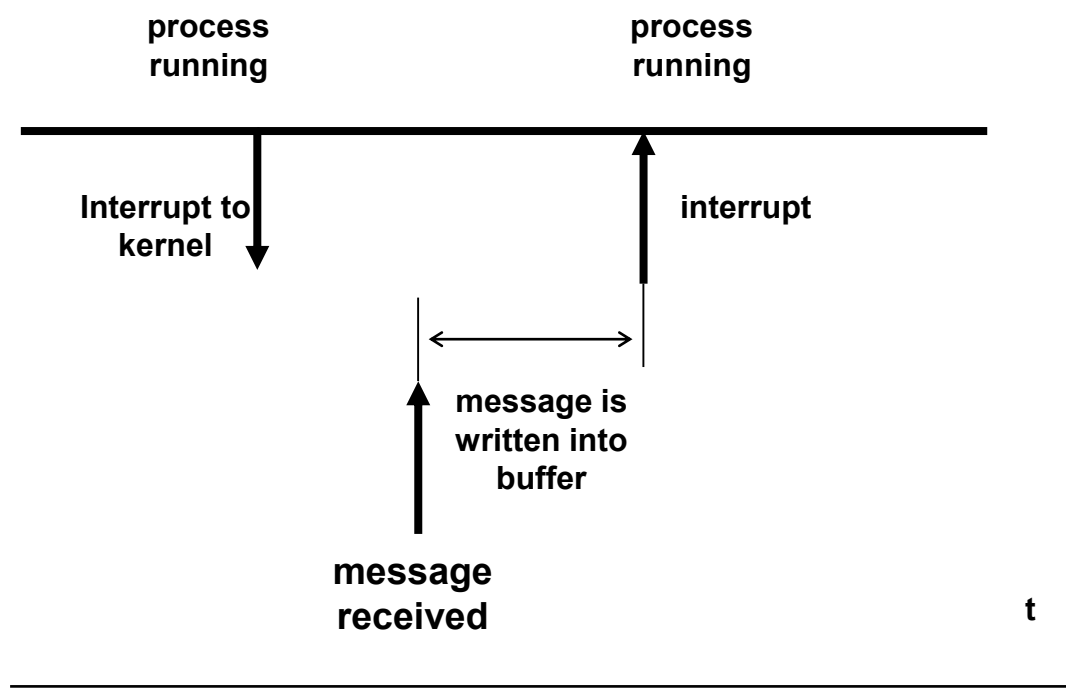 process
running
process
running
Interrupt to
kernel
interrupt
message is
written into
buffer
message
received
t